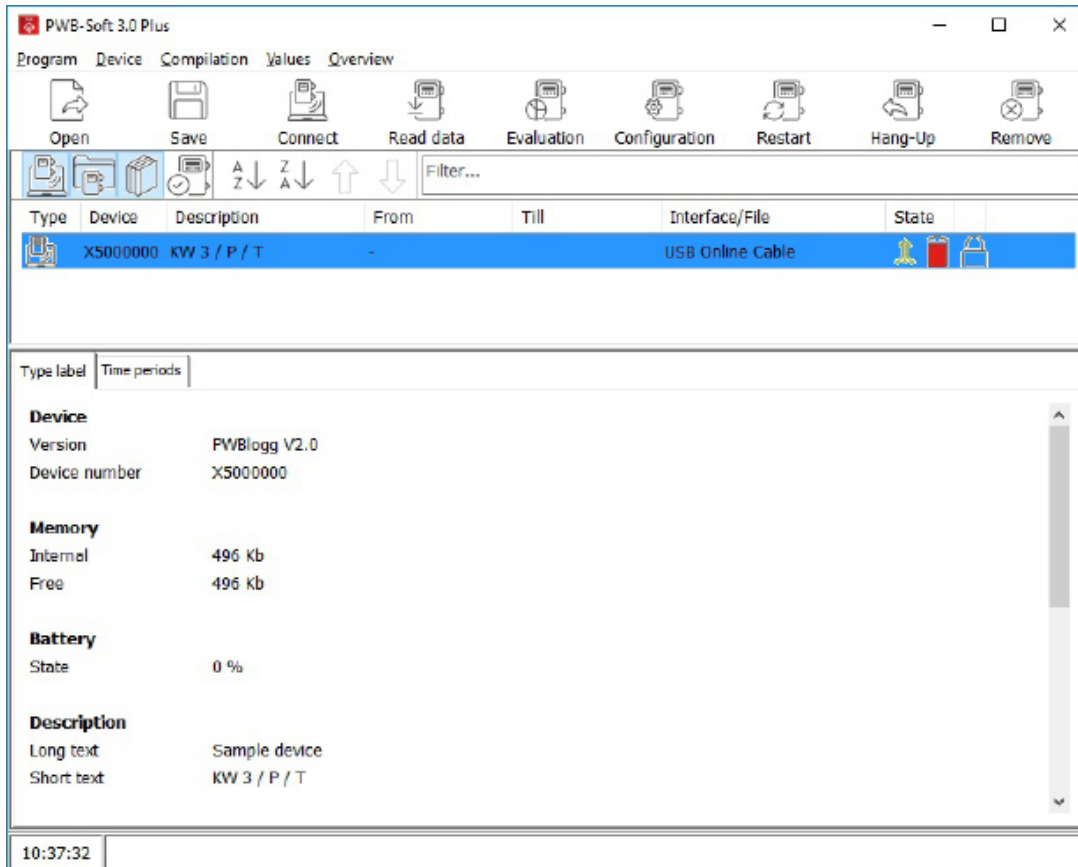 PWB-Soft 3.0 Plus
Program Device Compilation Values Overview
Open Save Connect Read data Evaluation Configuration Restart Hang-Up Remove
A Z Z A Filter...
Type Device Description From Till Interface/File State
X5000000 KW 3 / P / T - USB Online Cable
Type label Time periods
Device
Version PWBlogg V2.0
Device number X5000000
Memory
Internal 496 Kb
Free 496 Kb
Battery
State 0 %
Description
Long text Sample device
Short text KW 3 / P / T
10:37:32